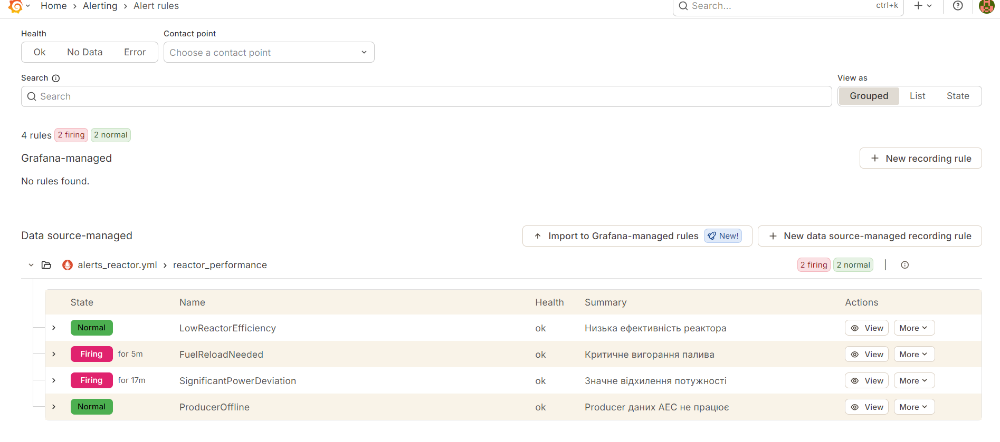 Home › Alerting › Alert rules
Search... ctrl+k
Health
Contact point
Ok No Data Error
Choose a contact point
Search
View as
Search
Grouped List State
4 rules 2 firing 2 normal
Grafana-managed
+ New recording rule
No rules found.
Data source-managed
Import to Grafana-managed rules New!
+ New data source-managed recording rule
alerts_reactor.yml › reactor_performance
2 firing 2 normal
State Name Health Summary Actions
Normal LowReactorEfficiency ok Низька ефективність реактора View More
Firing for 5m FuelReloadNeeded ok Критичне вигорання палива View More
Firing for 17m SignificantPowerDeviation ok Значне відхилення потужності View More
Normal ProducerOffline ok Producer даних АЕС не працює View More